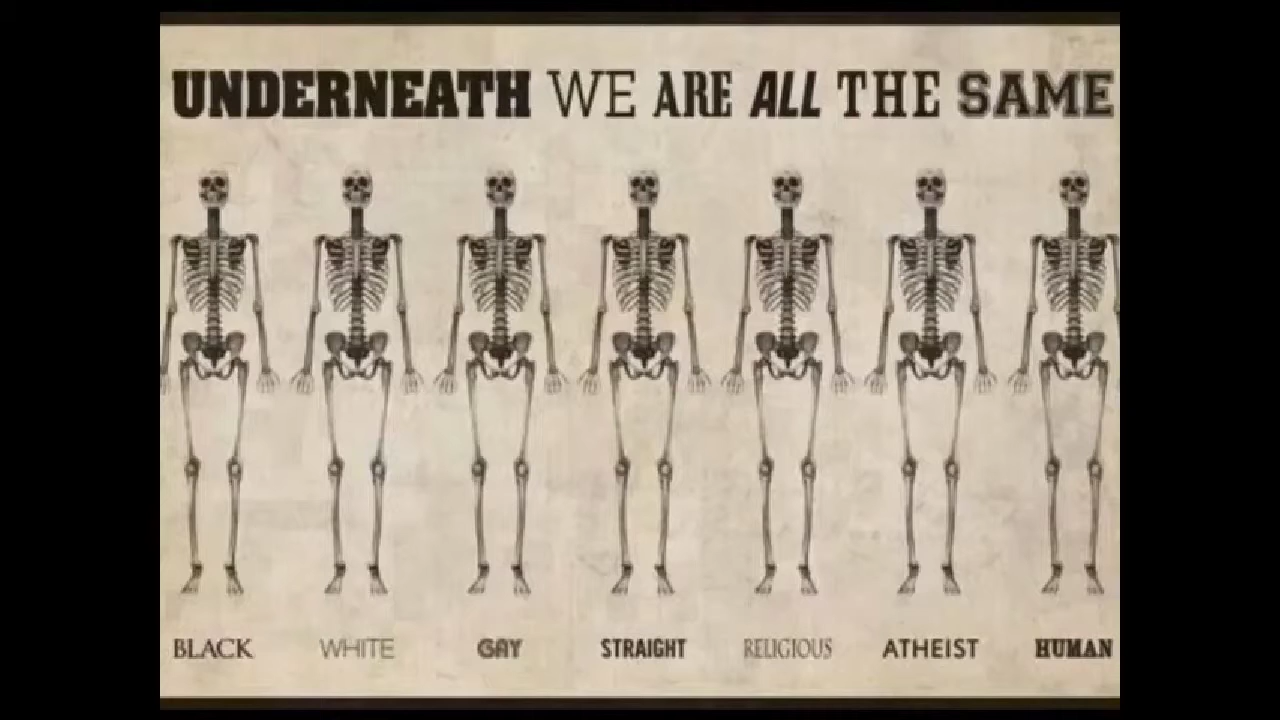 UNDERNEATH WE ARE ALL THE SAME
BLACK WHITE GAY STRAIGHT RELIGIOUS ATHEIST HUMAN